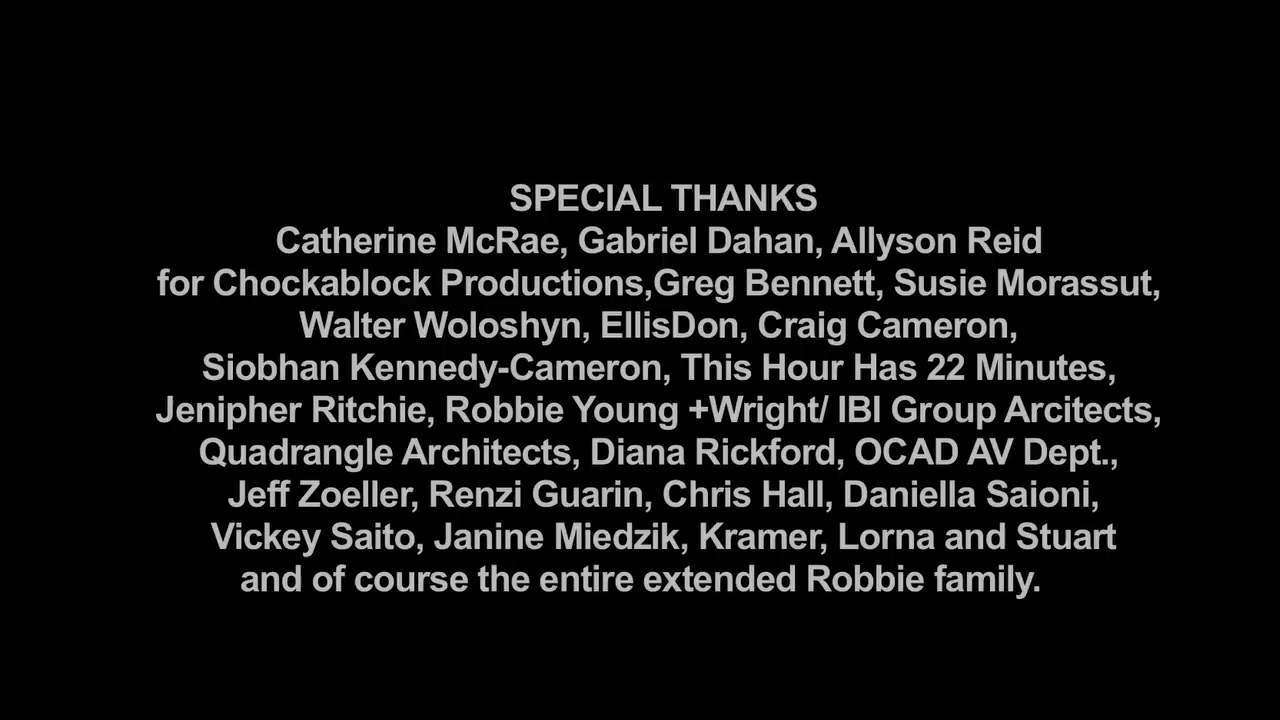 SPECIAL THANKS
Catherine McRae, Gabriel Dahan, Allyson Reid
for Chockablock Productions,Greg Bennett, Susie Morassut,
Walter Woloshyn, EllisDon, Craig Cameron,
Siobhan Kennedy-Cameron, This Hour Has 22 Minutes,
Jenipher Ritchie, Robbie Young +Wright/ IBI Group Arcitects,
Quadrangle Architects, Diana Rickford, OCAD AV Dept.,
Jeff Zoeller, Renzi Guarin, Chris Hall, Daniella Saioni,
Vickey Saito, Janine Miedzik, Kramer, Lorna and Stuart
and of course the entire extended Robbie family.